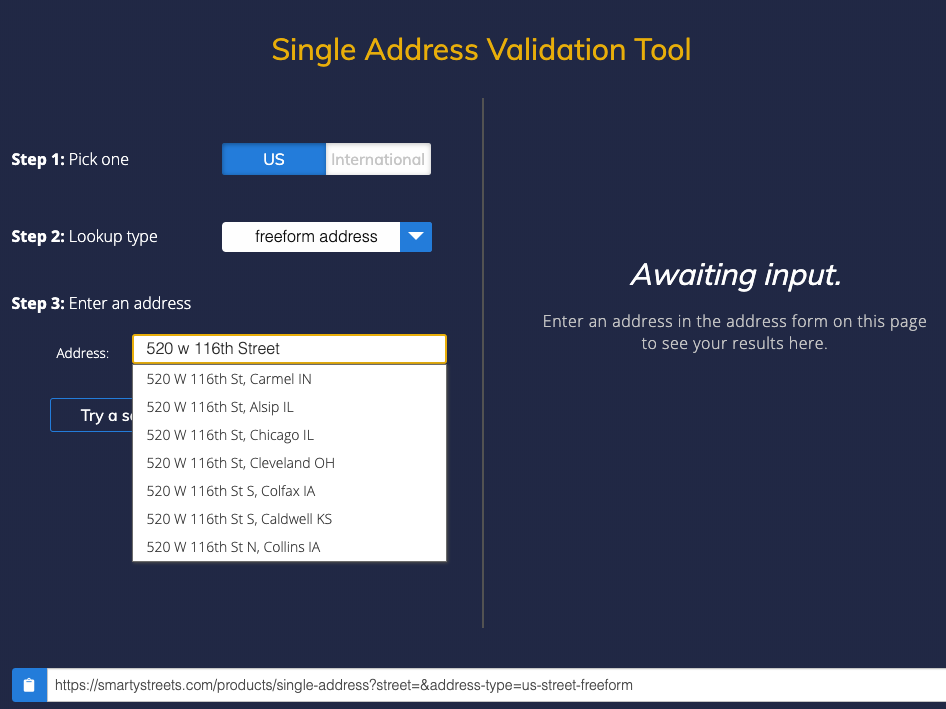 Single Address Validation Tool
Step 1: Pick one
US
International
Step 2: Lookup type
freeform address
Step 3: Enter an address
Address:
520 w 116th Street
520 W 116th St, Carmel IN
520 W 116th St, Alsip IL
520 W 116th St, Chicago IL
520 W 116th St, Cleveland OH
520 W 116th St S, Colfax IA
520 W 116th St S, Caldwell KS
520 W 116th St N, Collins IA
Try a
Awaiting input.
Enter an address in the address form on this page
to see your results here.
https://smartystreets.com/products/single-address?street=&address-type=us-street-freeform